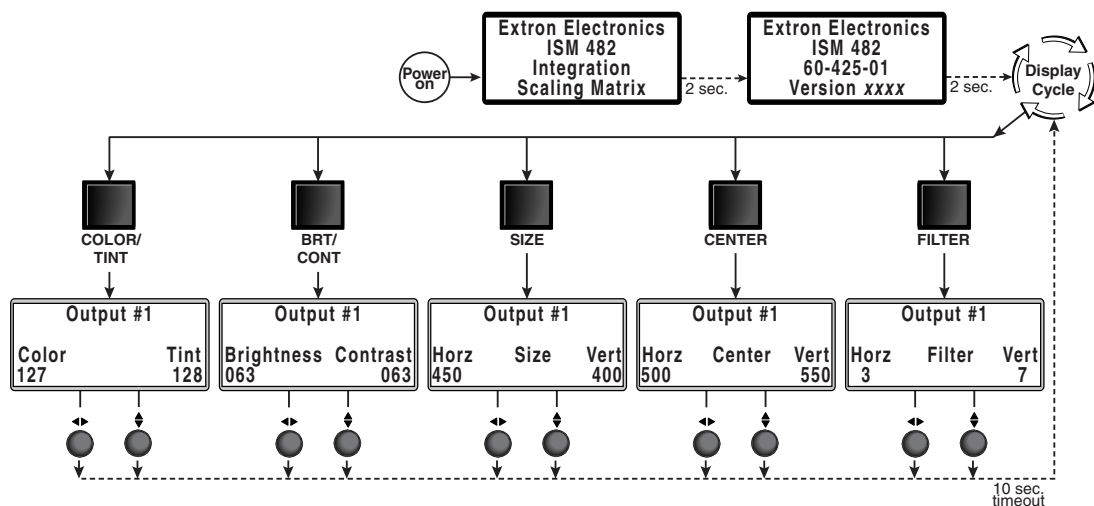 Power
on
Extron Electronics
ISM 482
Integration
Scaling Matrix
2 sec.
Extron Electronics
ISM 482
60-425-01
Version xxxx
2 sec.
Display
Cycle
COLOR/
TINT
BRT/
CONT
SIZE
CENTER
FILTER
Output #1
Color Tint
127 128
Output #1
Brightness Contrast
063 063
Output #1
Horz Size Vert
450 400
Output #1
Horz Center Vert
500 550
Output #1
Horz Filter Vert
3 7
10 sec.
timeout